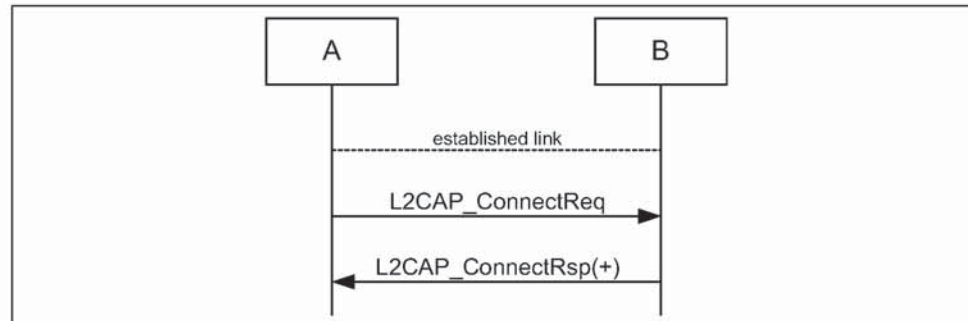 A
B
established link
L2CAP_ConnectReq
L2CAP_ConnectRsp(+)